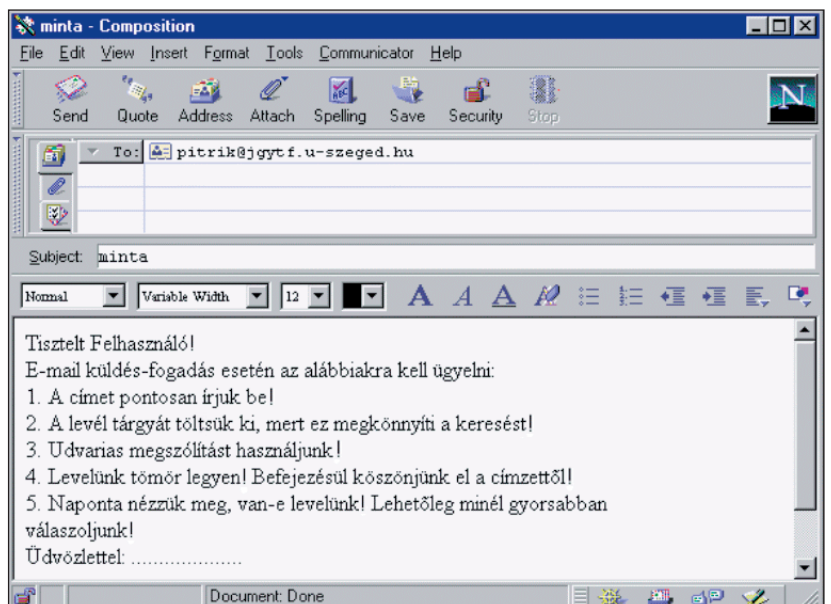 minta - Composition
File Edit View Insert Format Tools Communicator Help
Send Quote Address Attach Spelling Save Security Stop
N
To: pitrik@jgytf.u-szeged.hu
Subject: minta
Normal Variable Width 12 A A A
Tisztelt Felhasználó!
E-mail küldés-fogadás esetén az alábbiakra kell ügyelni:
1. A címet pontosan írjuk be!
2. A levél tárgyát töltsük ki, mert ez megkönnyíti a keresést!
3. Udvarias megszólítást használjunk!
4. Levelünk tömör legyen! Befejezésül köszönjünk el a címzettõl!
5. Naponta nézzük meg, van-e levelünk! Lehetõleg minél gyorsabban
válaszoljunk!
Üdvözlettel: .....................
Document: Done